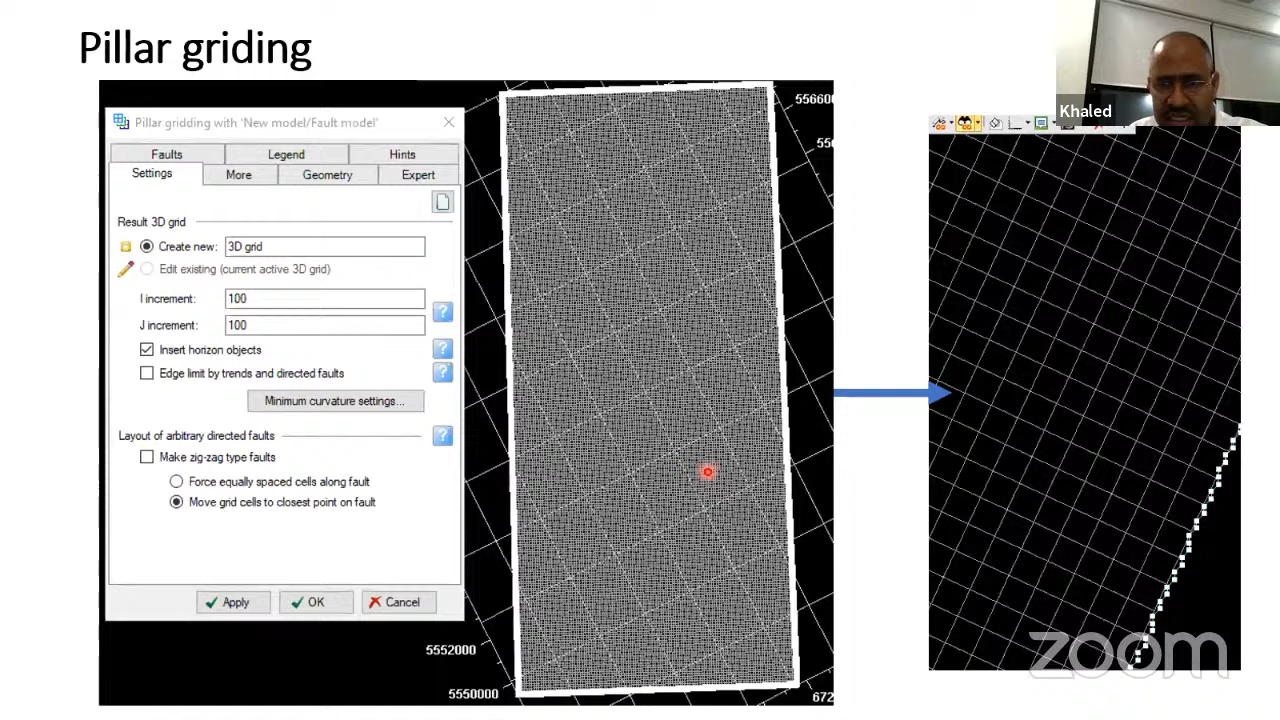 Pillar griding
Khaled
Pillar gridding with 'New model/Fault model'
Faults Legend Hints
Settings More Geometry Expert
Result 3D grid
Create new: 3D grid
Edit existing (current active 3D grid)
I increment: 100
J increment: 100
Insert horizon objects
Edge limit by trends and directed faults
Minimum curvature settings...
Layout of arbitrary directed faults
Make zig-zag type faults
Force equally spaced cells along fault
Move grid cells to closest point on fault
Apply OK Cancel
556600
55
5552000
5550000
672
zoom